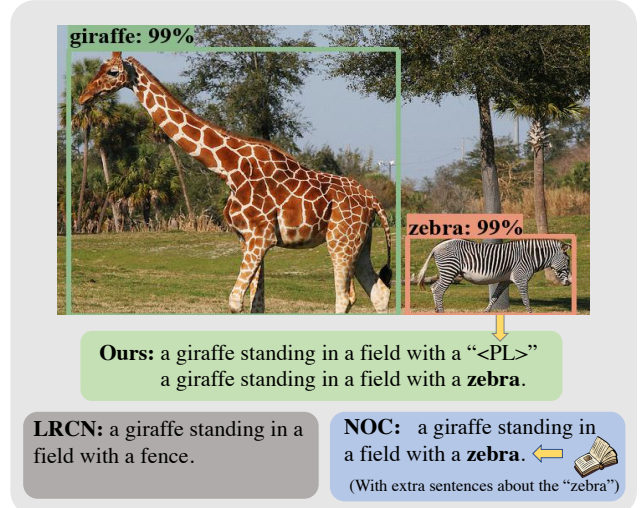 giraffe: 99%
zebra: 99%
Ours: a giraffe standing in a field with a “<PL>”
a giraffe standing in a field with a zebra.
LRCN: a giraffe standing in a
field with a fence.
NOC: a giraffe standing in
a field with a zebra.
(With extra sentences about the “zebra”)